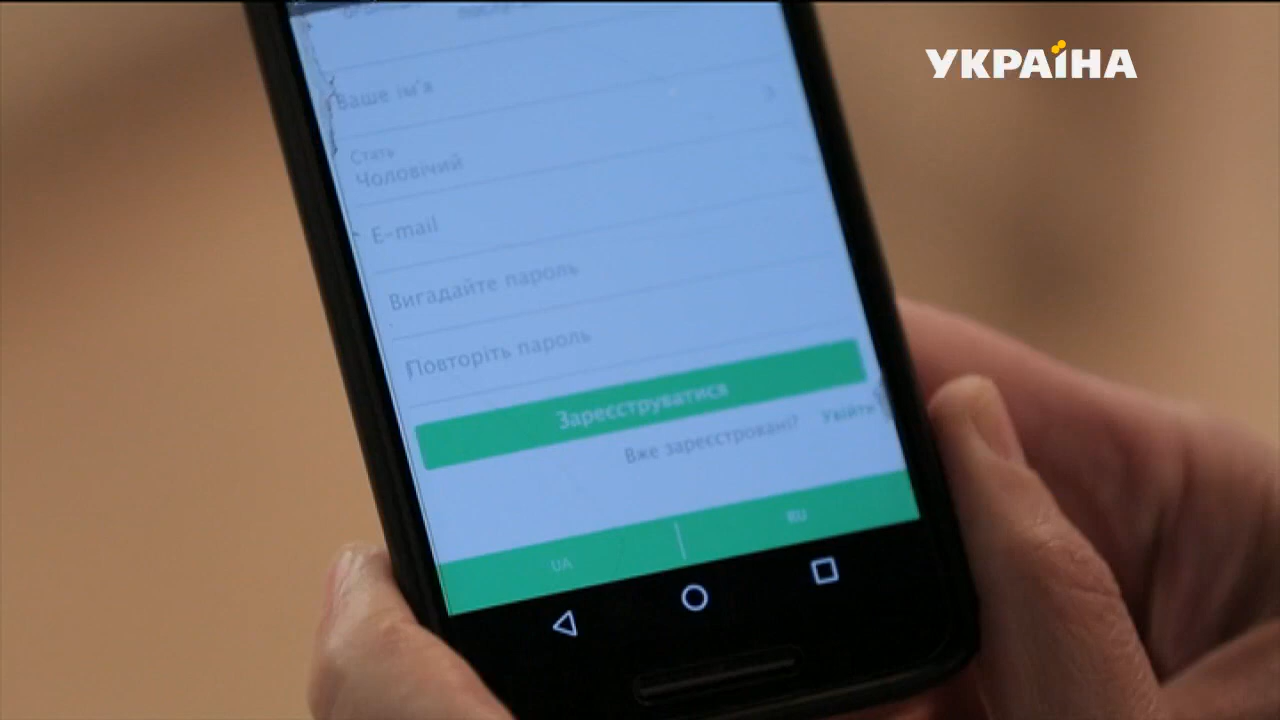 УКРАЇНА
Ваше ім'я
Стать
Чоловічий
E-mail
Вигадайте пароль
Повторіть пароль
Зареєструватися
Вже зареєстровані? Увійти
UA
RU